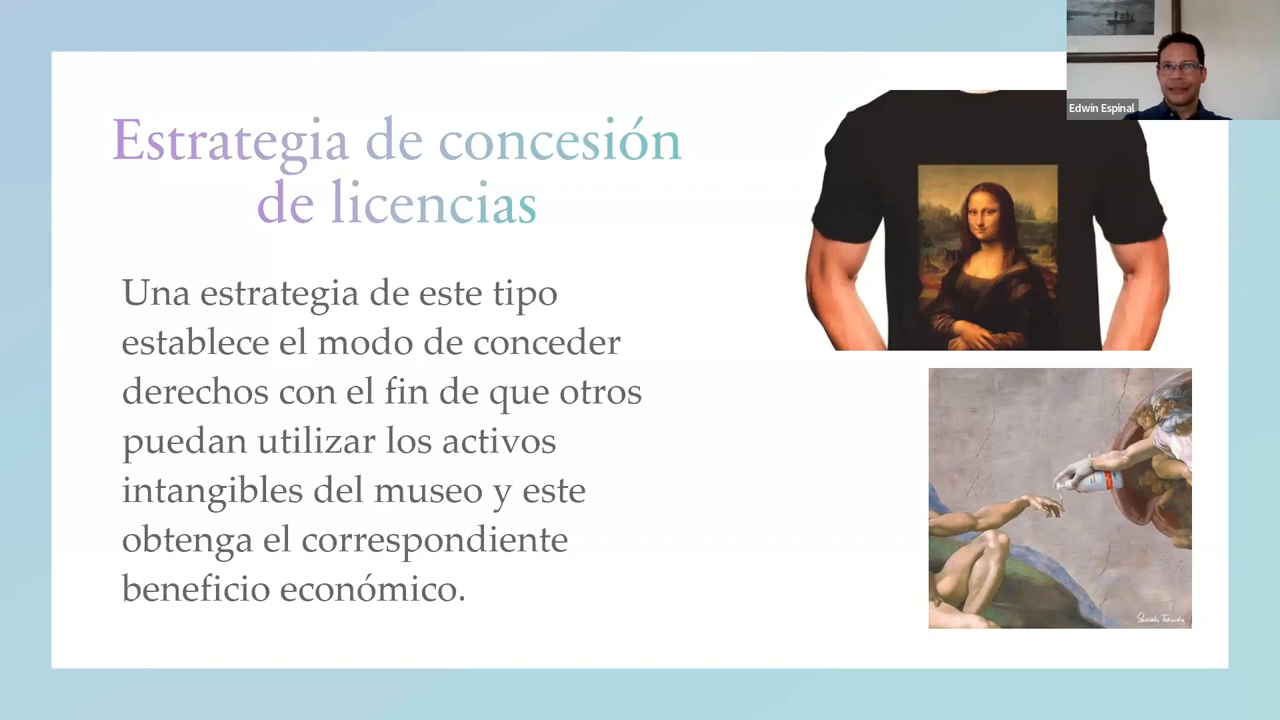 Edwin Espinal
Estrategia de concesión
de licencias
Una estrategia de este tipo
establece el modo de conceder
derechos con el fin de que otros
puedan utilizar los activos
intangibles del museo y este
obtenga el correspondiente
beneficio económico.